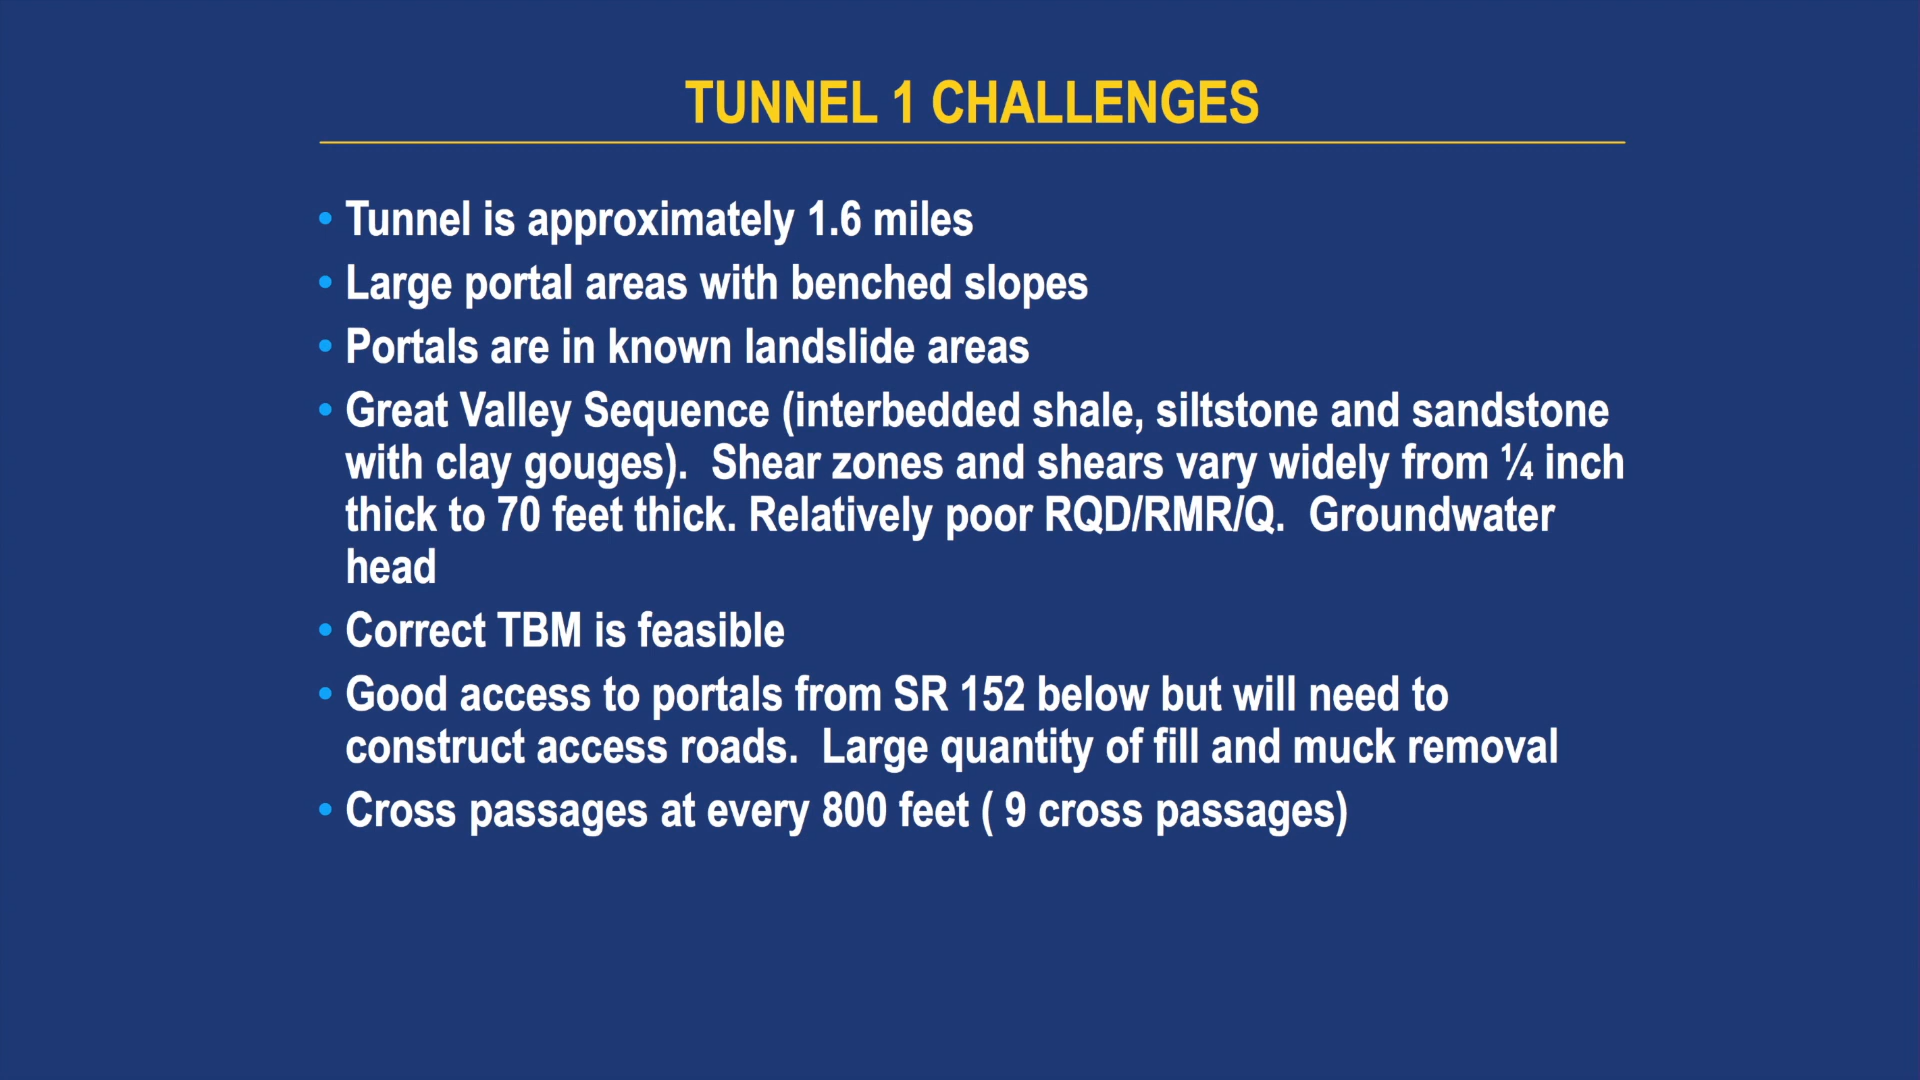 TUNNEL 1 CHALLENGES
• Tunnel is approximately 1.6 miles
• Large portal areas with benched slopes
• Portals are in known landslide areas
• Great Valley Sequence (interbedded shale, siltstone and sandstone
with clay gouges).  Shear zones and shears vary widely from ¼ inch
thick to 70 feet thick. Relatively poor RQD/RMR/Q.  Groundwater
head
• Correct TBM is feasible
• Good access to portals from SR 152 below but will need to
construct access roads.  Large quantity of fill and muck removal
• Cross passages at every 800 feet ( 9 cross passages)